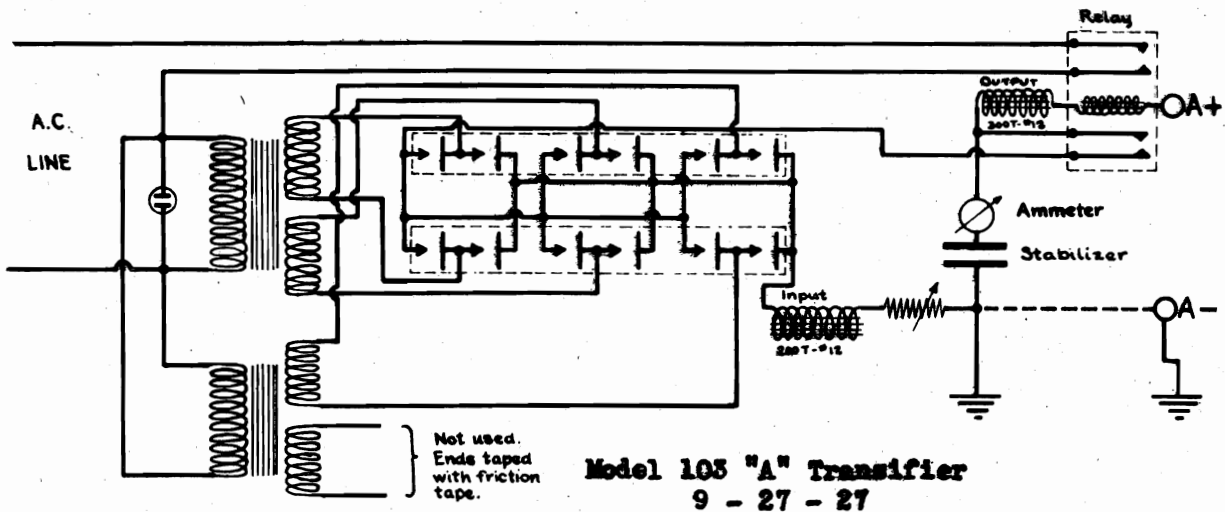 Relay
OUTPUT
A+
300T-#12
A.C.
LINE
Ammeter
Stabilizer
Input
A-
200T-#12
Not used.
Ends taped
with friction
tape.
Model 103 "A" Transifier
9 - 27 - 27